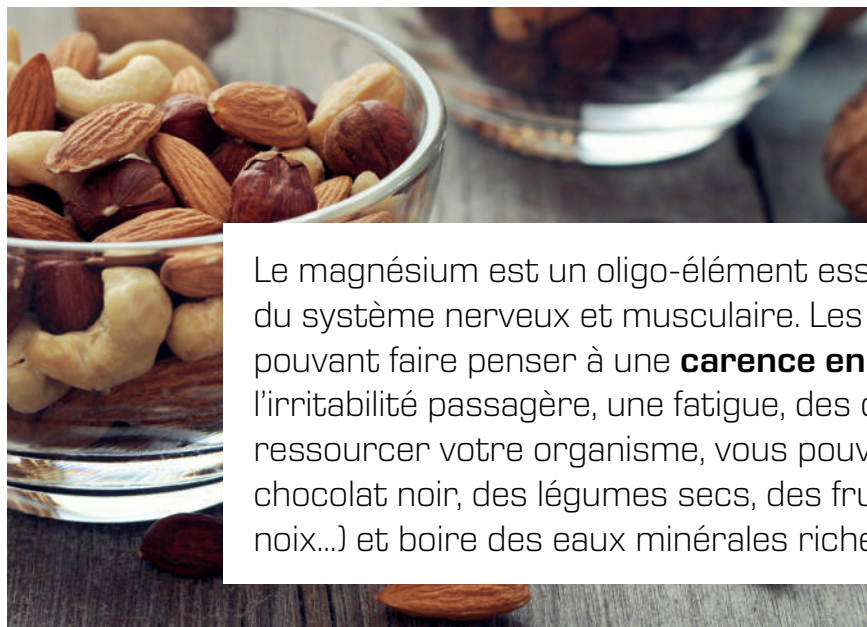 Le magnésium est un oligo-élément ess
du système nerveux et musculaire. Les
pouvant faire penser à une carence en
l'irritabilité passagère, une fatigue, des
ressourcer votre organisme, vous pouv
chocolat noir, des légumes secs, des fru
noix...) et boire des eaux minérales riche